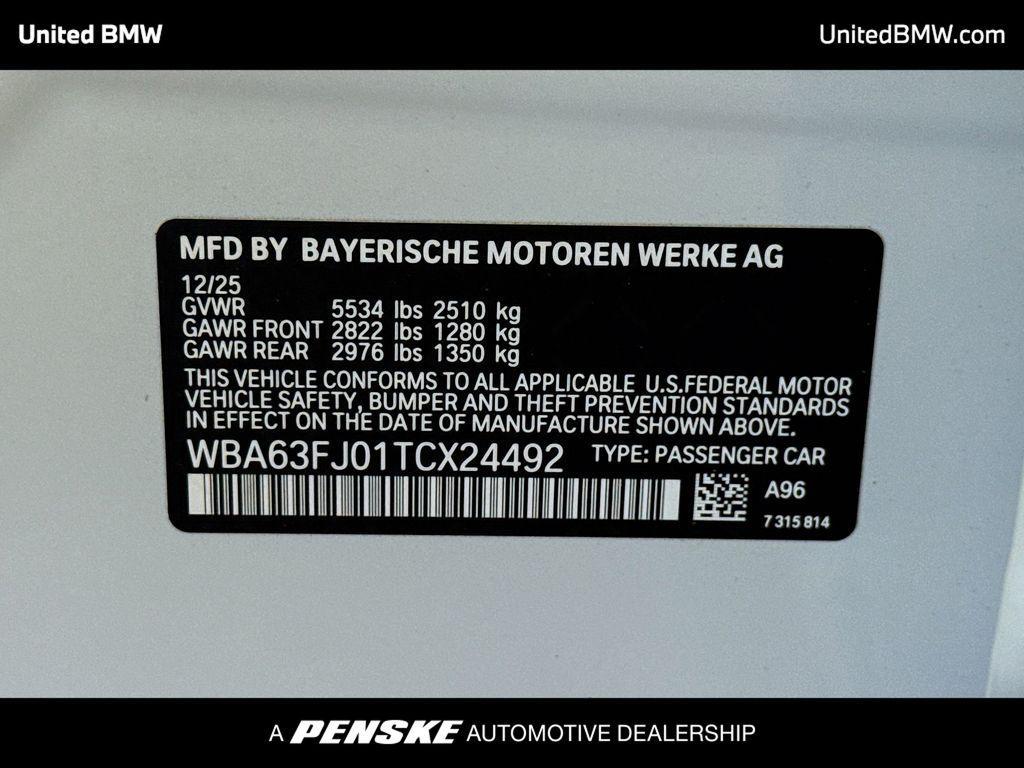 United BMW
UnitedBMW.com
MFD BY BAYERISCHE MOTOREN WERKE AG
12/25
GVWR 5534 lbs 2510 kg
GAWR FRONT 2822 lbs 1280 kg
GAWR REAR 2976 lbs 1350 kg
THIS VEHICLE CONFORMS TO ALL APPLICABLE U.S.FEDERAL MOTOR
VEHICLE SAFETY, BUMPER AND THEFT PREVENTION STANDARDS
IN EFFECT ON THE DATE OF MANUFACTURE SHOWN ABOVE.
WBA63FJ01TCX24492 TYPE: PASSENGER CAR
A96
7 315 814
A PENSKE AUTOMOTIVE DEALERSHIP